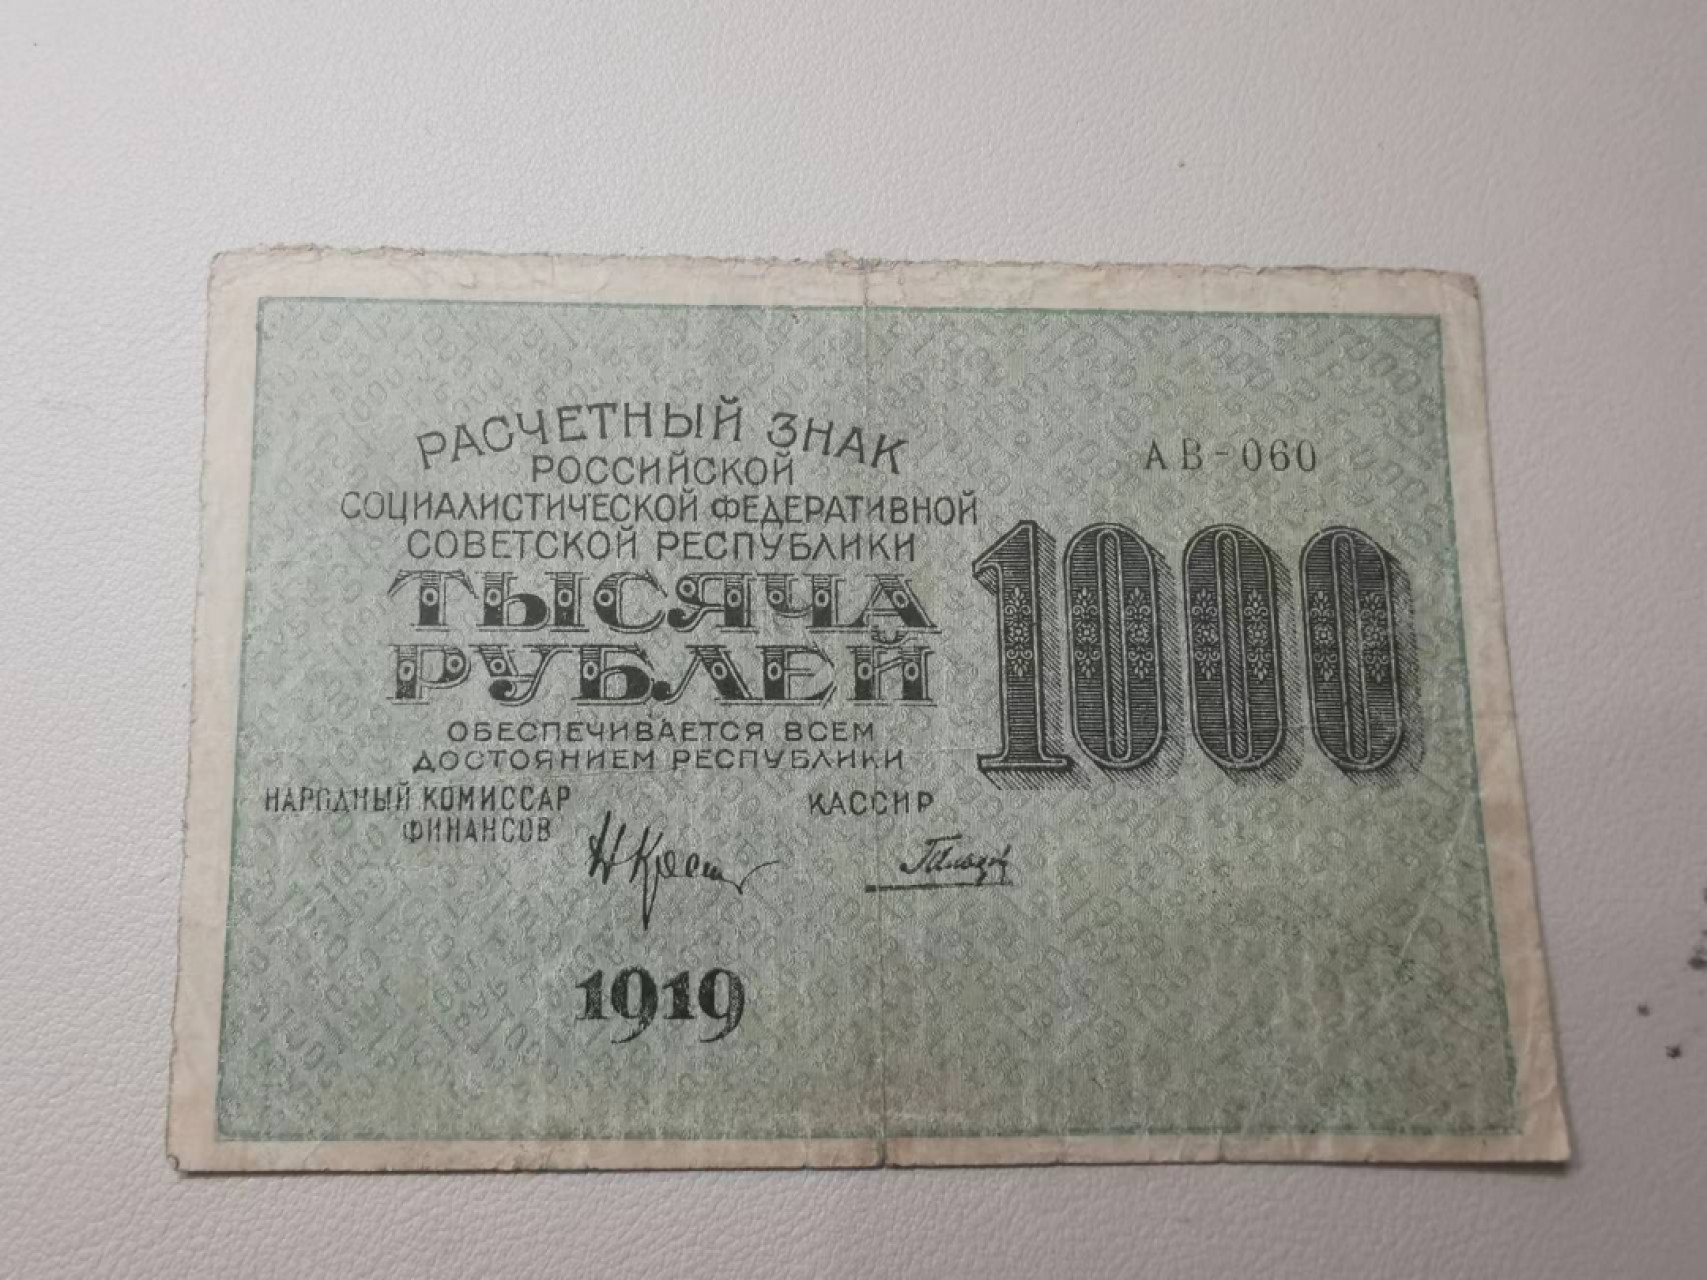 РАСЧЕТНЫЙ ЗНАК
РОССИЙСКОЙ
СОЦИАЛИСТИЧЕСКОЙ ФЕДЕРАТИВНОЙ
СОВЕТСКОЙ РЕСПУБЛИКИ
ТЫСЯЧА
РУБЛЕЙ
ОБЕСПЕЧИВАЕТСЯ ВСЕМ
ДОСТОЯНИЕМ РЕСПУБЛИКИ
НАРОДНЫЙ КОМИССАР
ФИНАНСОВ
КАССИР
1919
АВ-060
1000